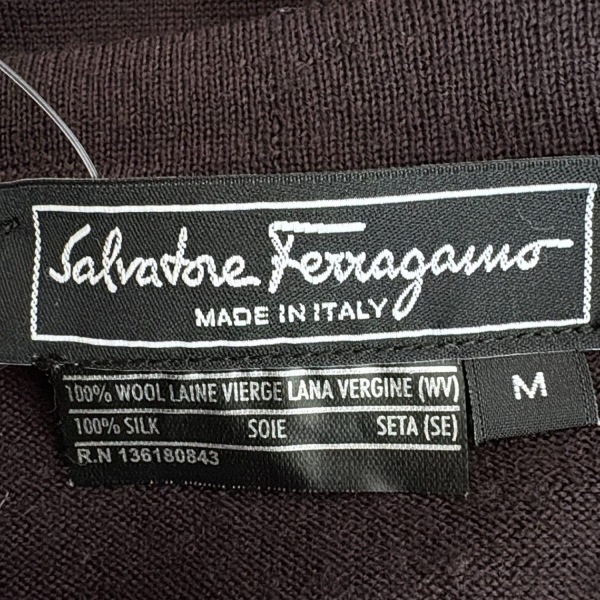 Salvatore Ferragamo
MADE IN ITALY
100% WOOL LAINE VIERGE LANA VERGINE (WV)
100% SILK SOIE SETA (SE)
R.N 136180843
M